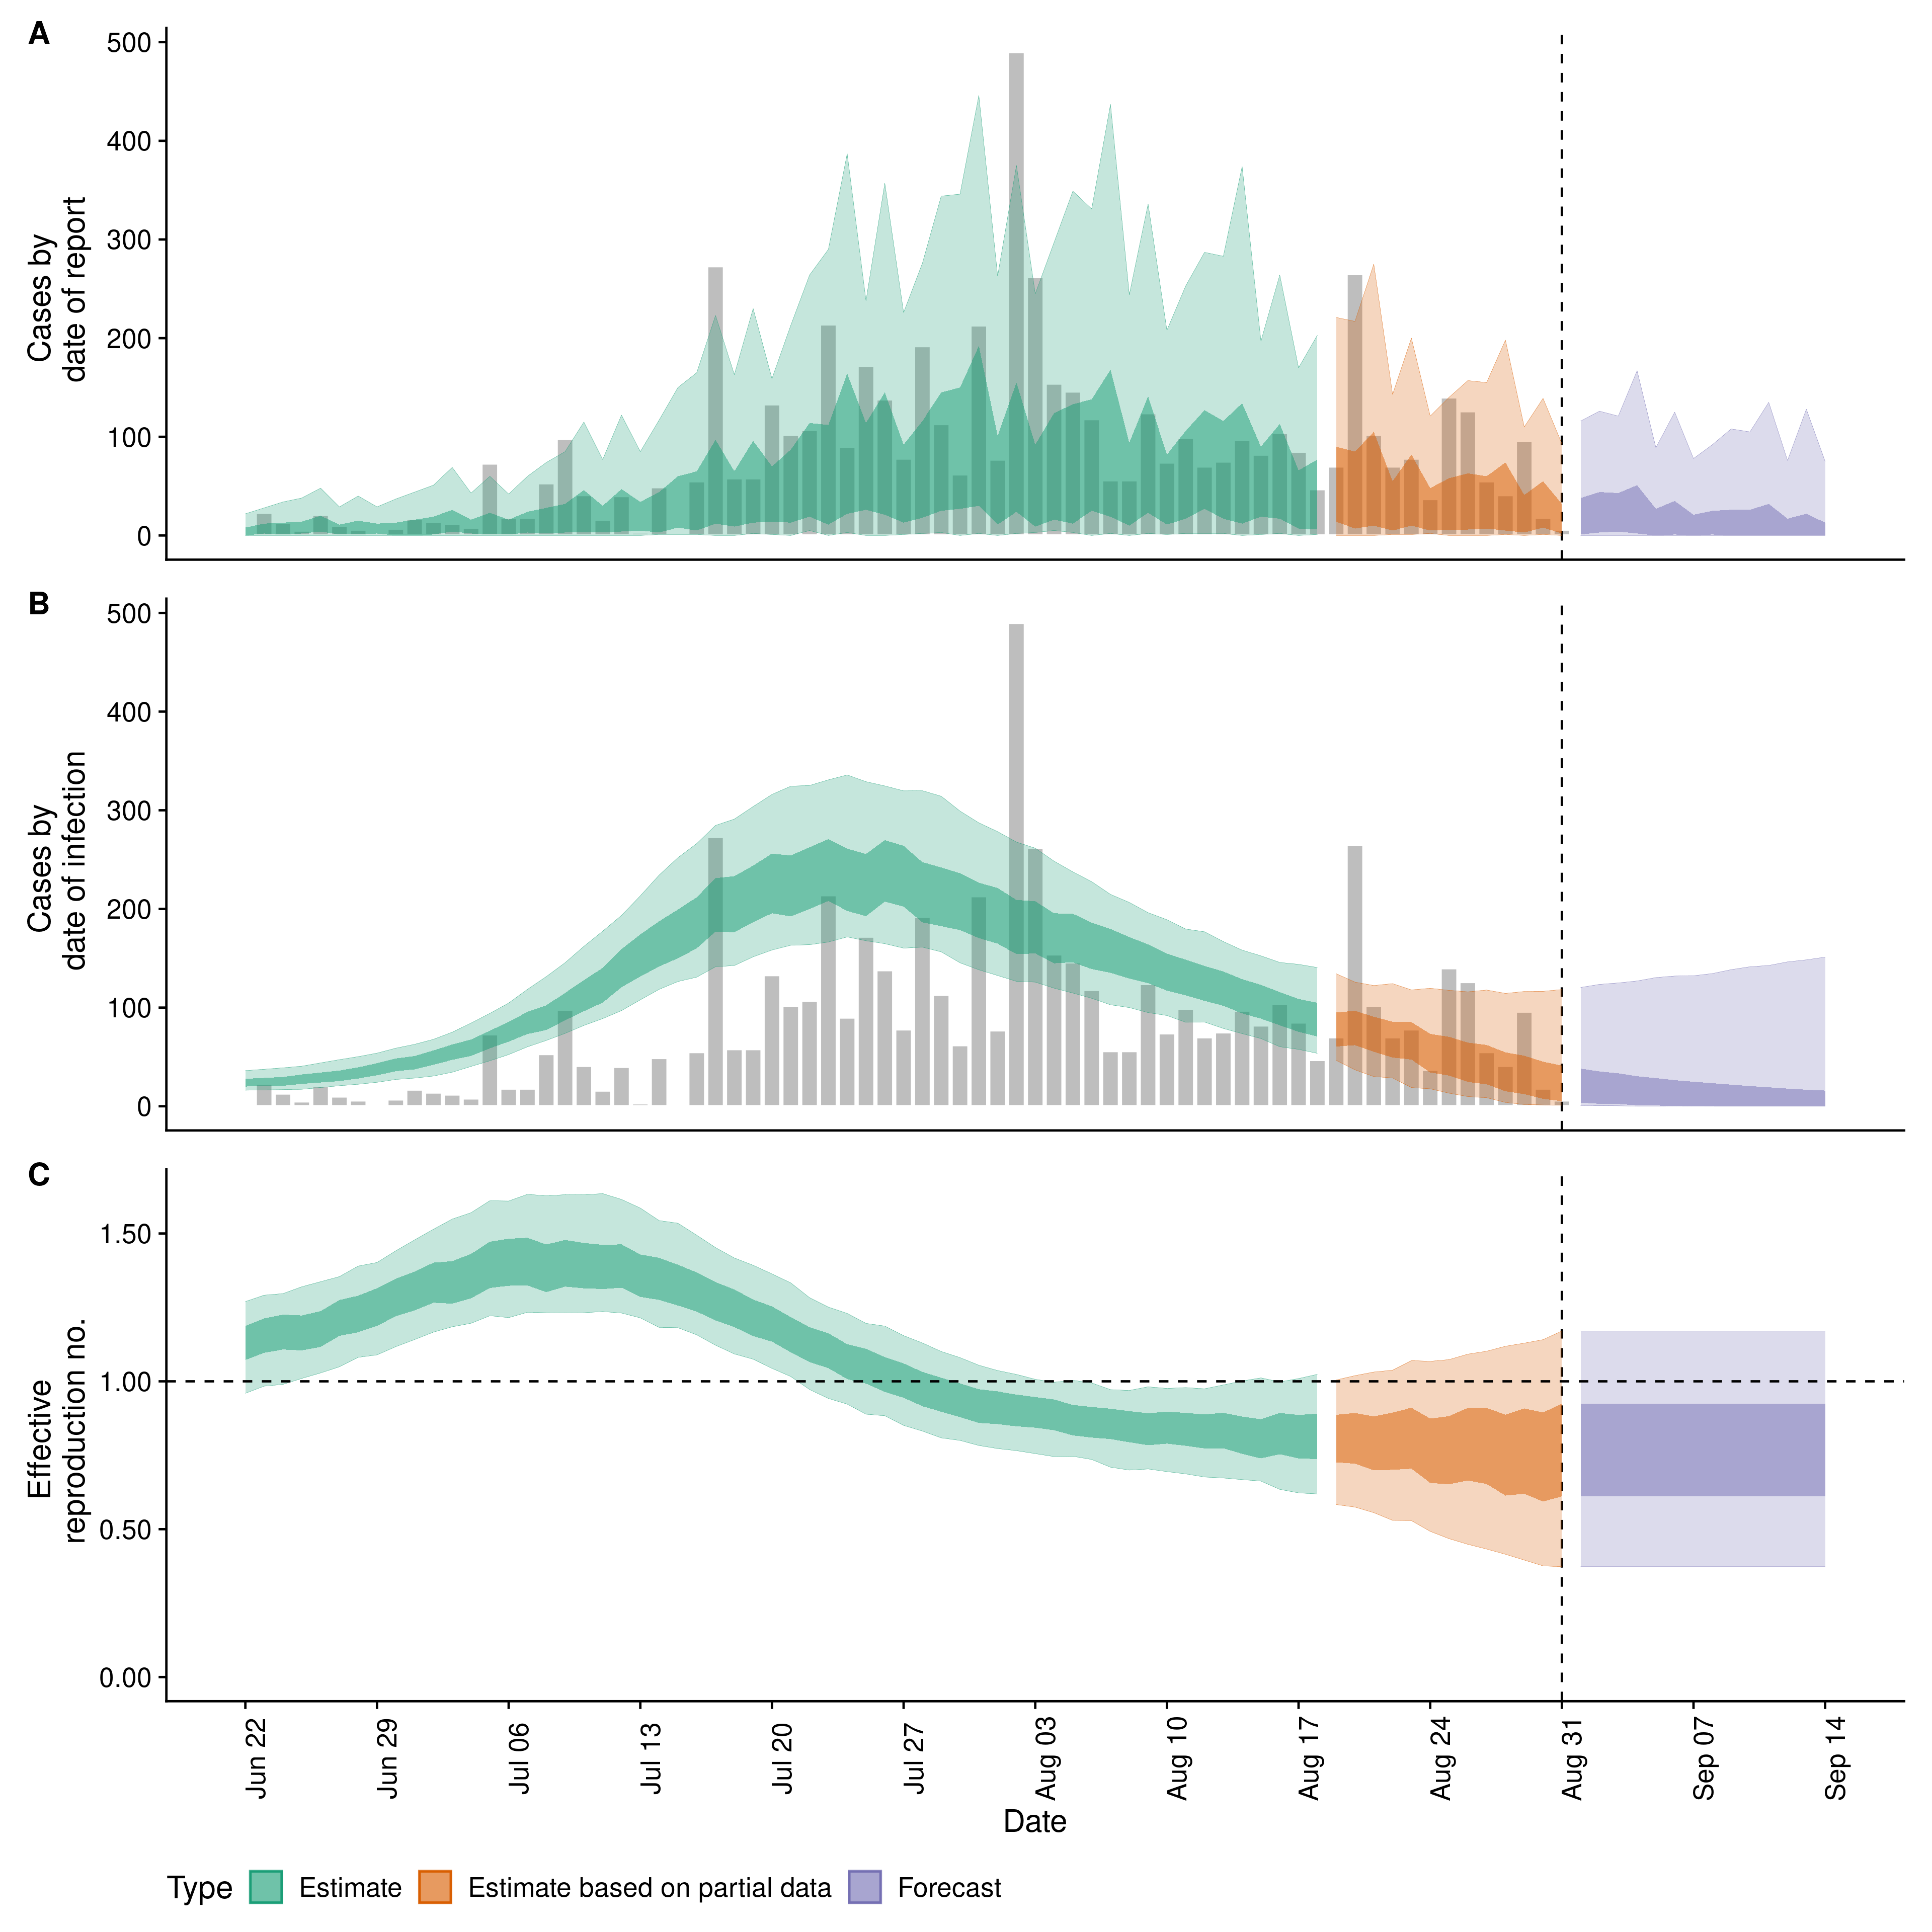 A
500
400
300
200
100
0
Cases by
date of report
B
500
400
300
200
100
0
Cases by
date of infection
C
1.50
1.00
0.50
0.00
Effective
reproduction no.
Jun 22
Jun 29
Jul 06
Jul 13
Jul 20
Jul 27
Aug 03
Aug 10
Aug 17
Aug 24
Aug 31
Sep 07
Sep 14
Date
Type Estimate Estimate based on partial data Forecast